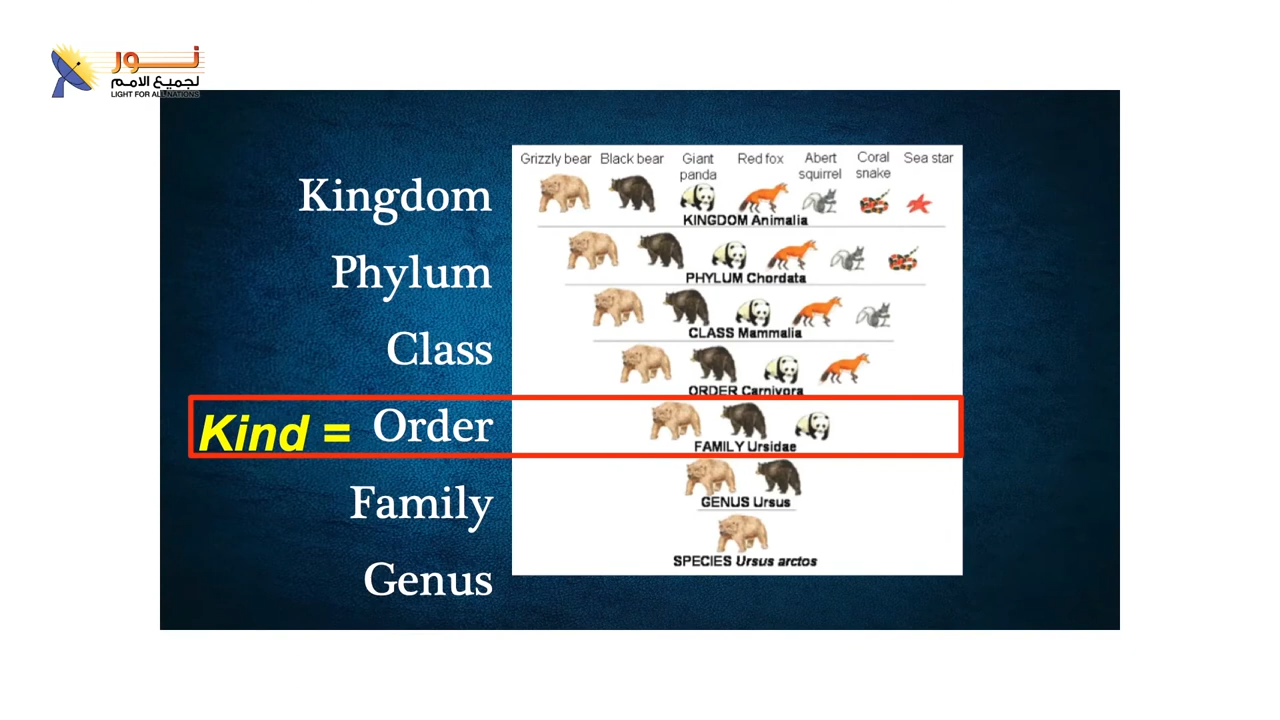 نـور
لجميع الامم
LIGHT FOR ALL NATIONS
Kingdom
Phylum
Class
Kind = Order
Family
Genus
Grizzly bear Black bear Giant panda Red fox Abert squirrel Coral snake Sea star
KINGDOM Animalia
PHYLUM Chordata
CLASS Mammalia
ORDER Carnivora
FAMILY Ursidae
GENUS Ursus
SPECIES Ursus arctos